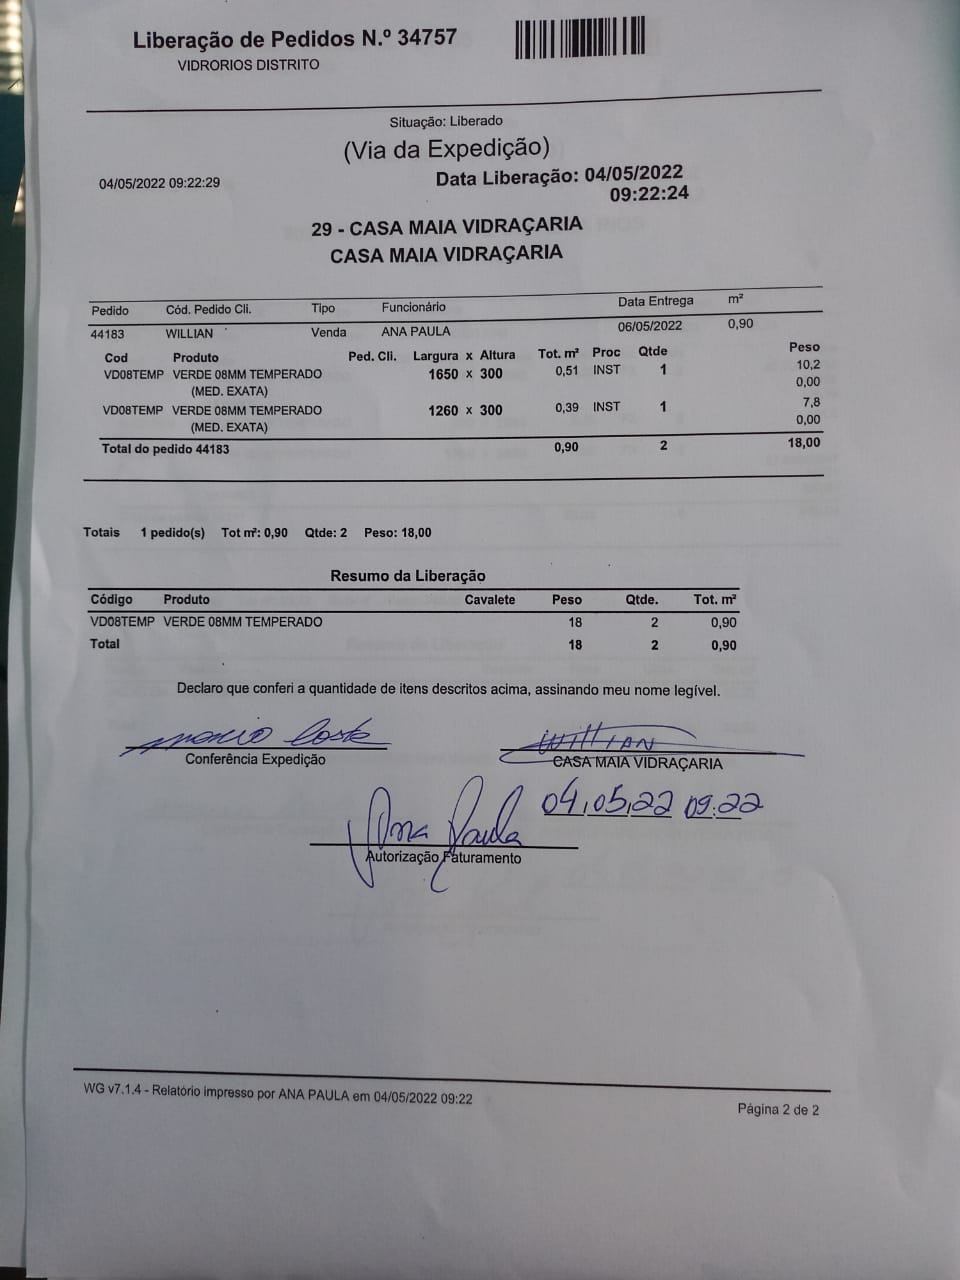 Liberação de Pedidos N.º 34757
VIDRORIOS DISTRITO
Situação: Liberado
(Via da Expedição)
04/05/2022 09:22:29
Data Liberação: 04/05/2022
09:22:24
29 - CASA MAIA VIDRAÇARIA
CASA MAIA VIDRAÇARIA
Pedido Cód. Pedido Cli. Tipo Funcionário Data Entrega m²
44183 WILLIAN Venda ANA PAULA 06/05/2022 0,90
Cod Produto Ped. Cli. Largura x Altura Tot. m² Proc Qtde Peso
VD08TEMP VERDE 08MM TEMPERADO 1650 x 300 0,51 INST 1 10,2
(MED. EXATA) 0,00
VD08TEMP VERDE 08MM TEMPERADO 1260 x 300 0,39 INST 1 7,8
(MED. EXATA) 0,00
Total do pedido 44183 0,90 2 18,00
Totais 1 pedido(s) Tot m²: 0,90 Qtde: 2 Peso: 18,00
Resumo da Liberação
Código Produto Cavalete Peso Qtde. Tot. m²
VD08TEMP VERDE 08MM TEMPERADO 18 2 0,90
Total 18 2 0,90
Declaro que conferi a quantidade de itens descritos acima, assinando meu nome legível.
Costa WILLIAN
Conferência Expedição CASA MAIA VIDRAÇARIA
04,05,22 09:22
Ana Paula
Autorização Faturamento
WG v7.1.4 - Relatório impresso por ANA PAULA em 04/05/2022 09:22
Página 2 de 2